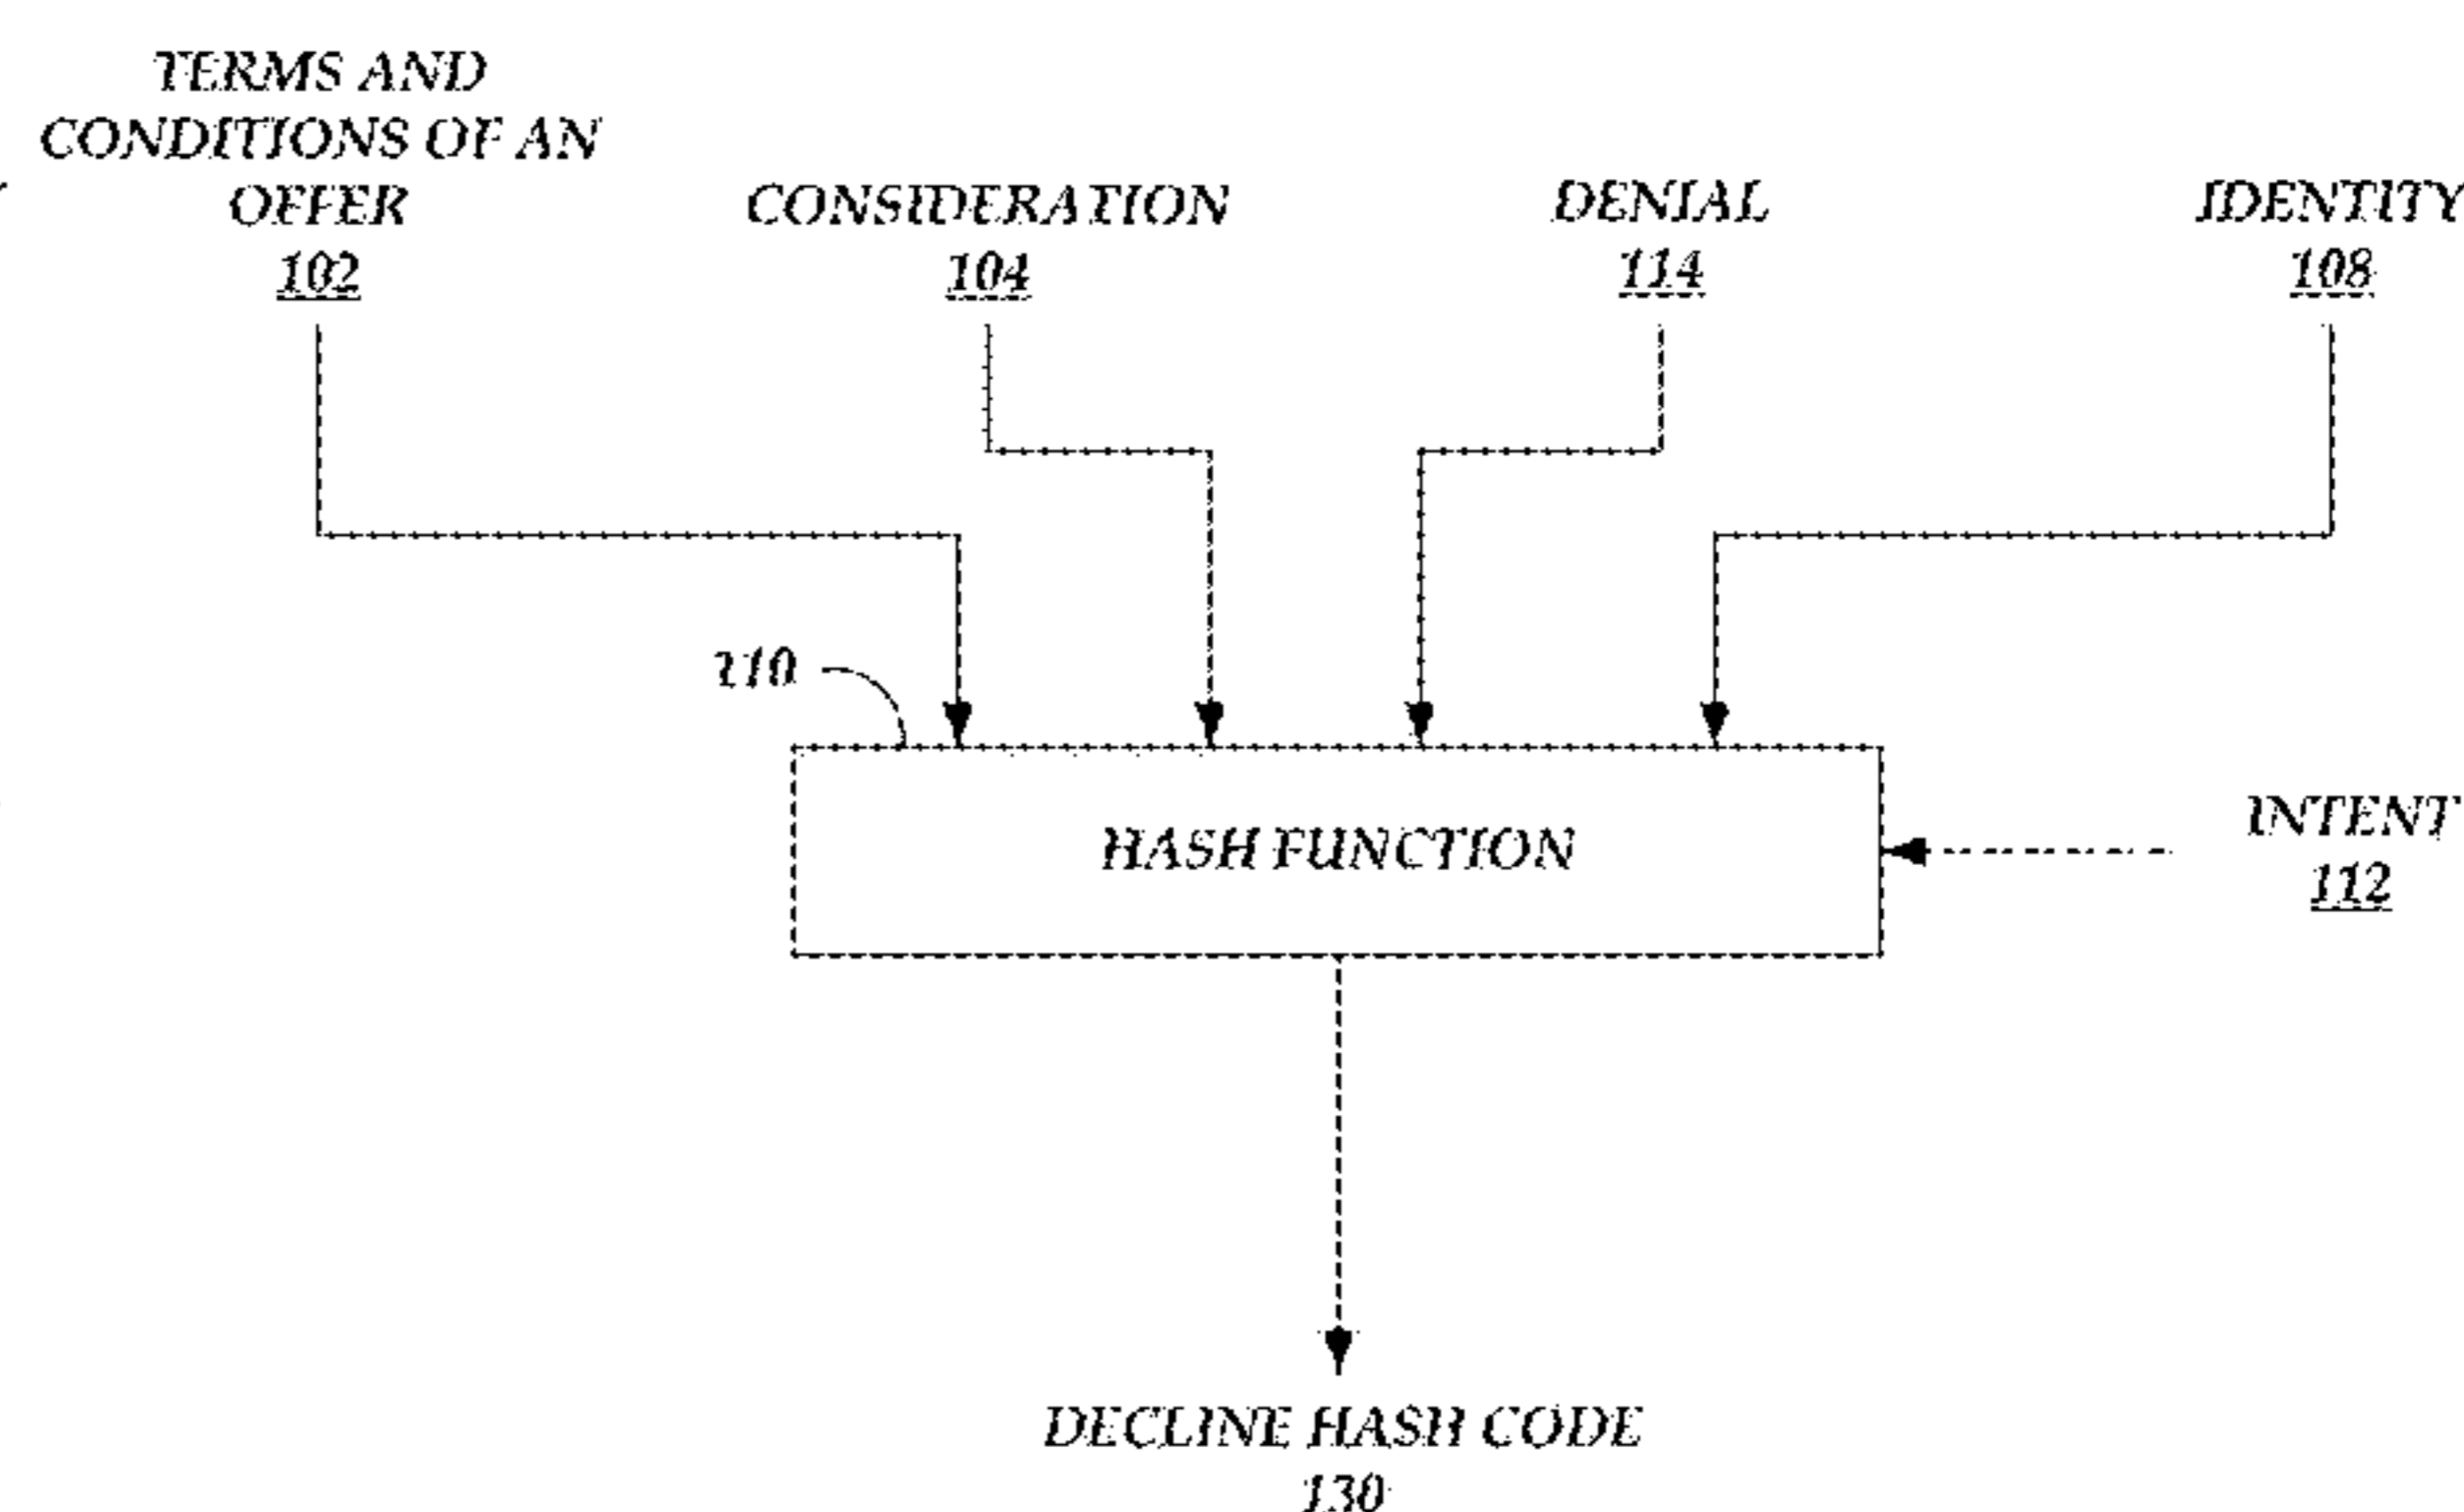 TERMS AND
CONDITIONS OF AN
OFFER
102
CONSIDERATION
104
DENIAL
114
IDENTITY
108
110
HASH FUNCTION
INTENT
112
DECLINE HASH CODE
130